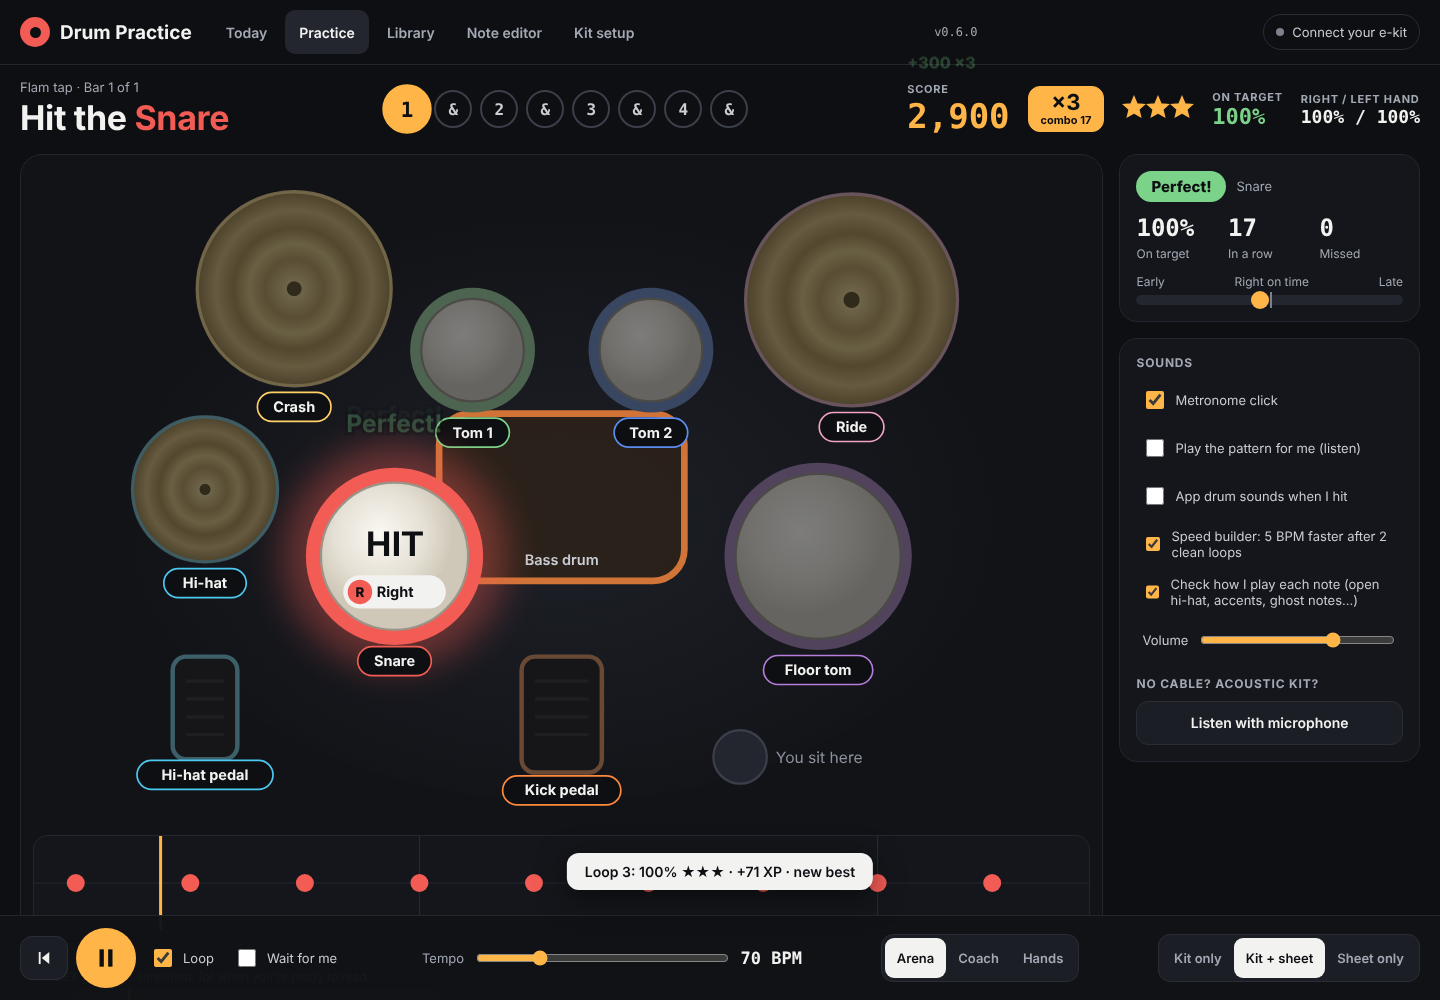 Drum Practice
Today
Practice
Library
Note editor
Kit setup
v0.6.0
Connect your e-kit
+300 ×3
Flam tap · Bar 1 of 1
Hit the Snare
1 & 2 & 3 & 4 &
SCORE
2,900
×3
combo 17
★★★
ON TARGET
100%
RIGHT / LEFT HAND
100% / 100%
Crash
Perfect!
Tom 1
Tom 2
Ride
Hi-hat
HIT
R Right
Snare
Bass drum
Floor tom
Hi-hat pedal
Kick pedal
You sit here
Perfect!
Snare
100%
On target
17
In a row
0
Missed
Early
Right on time
Late
SOUNDS
Metronome click
Play the pattern for me (listen)
App drum sounds when I hit
Speed builder: 5 BPM faster after 2
clean loops
Check how I play each note (open
hi-hat, accents, ghost notes...)
Volume
NO CABLE? ACOUSTIC KIT?
Listen with microphone
Loop 3: 100% ★★★ · +71 XP · new best
Loop
Wait for me
Tempo
70 BPM
Arena
Coach
Hands
Kit only
Kit + sheet
Sheet only